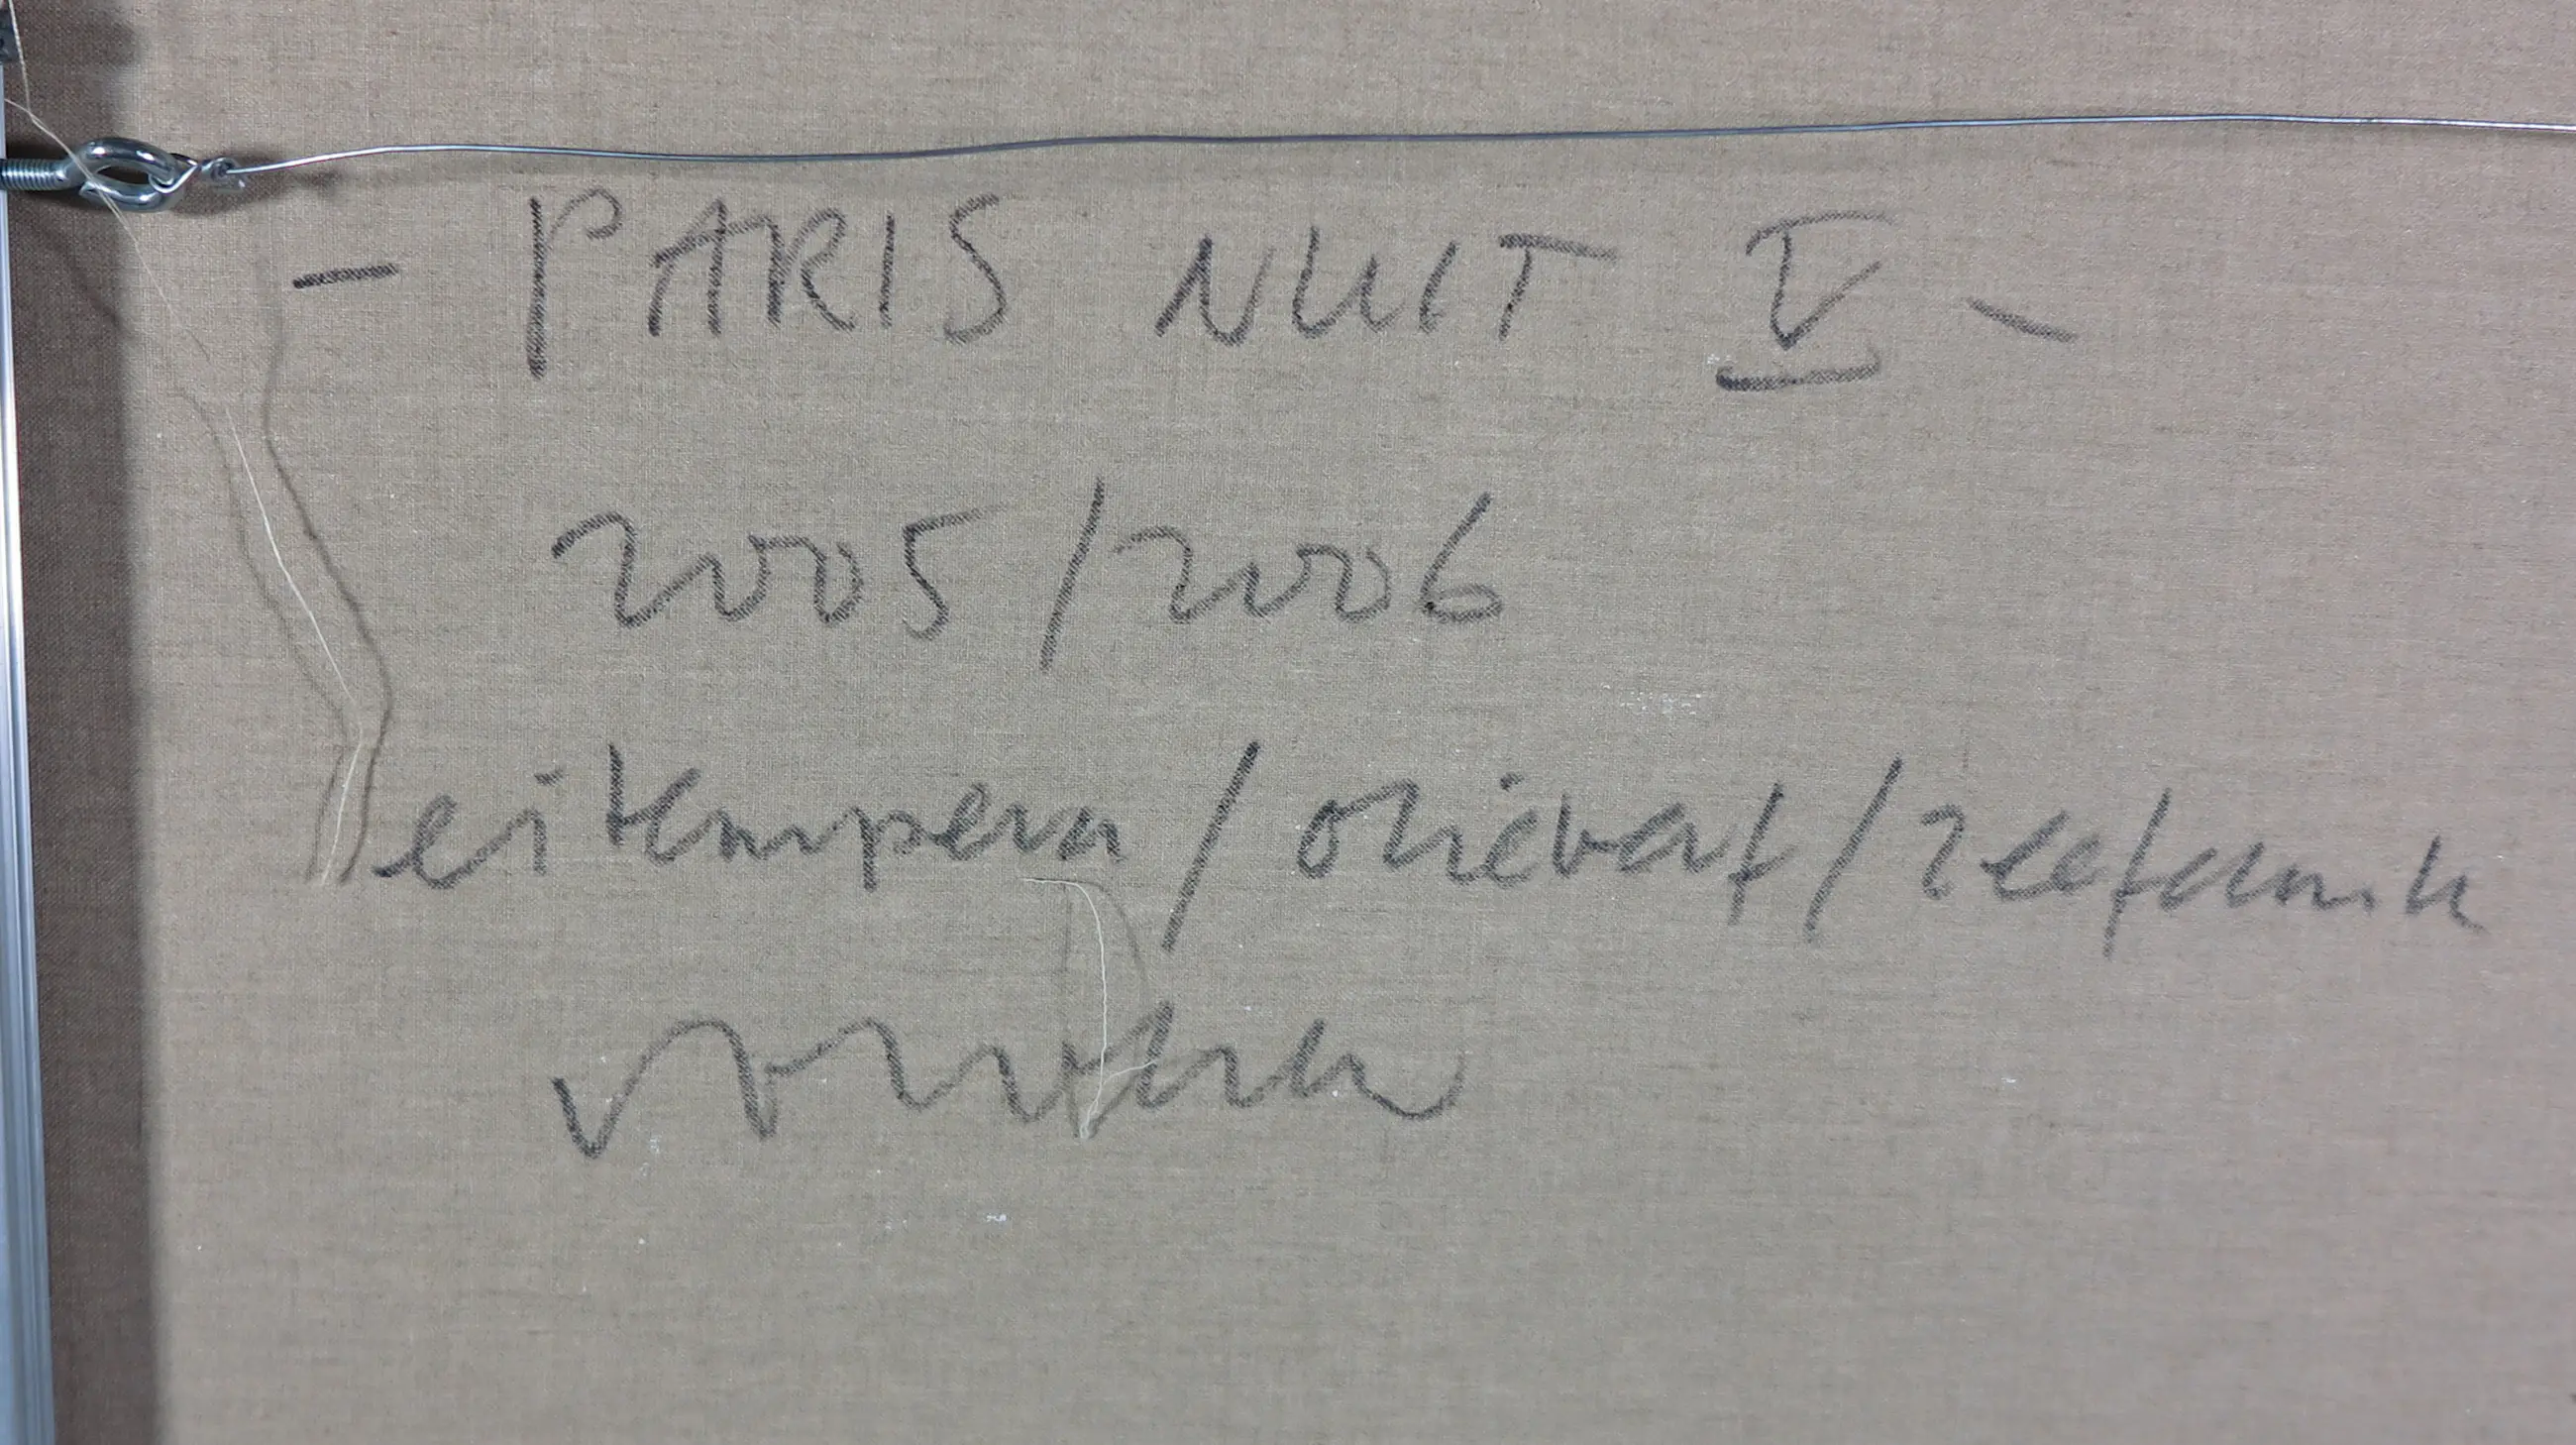 - PARIS NUIT V -
2005/2006
eitempera / olieverf / zeefdruk